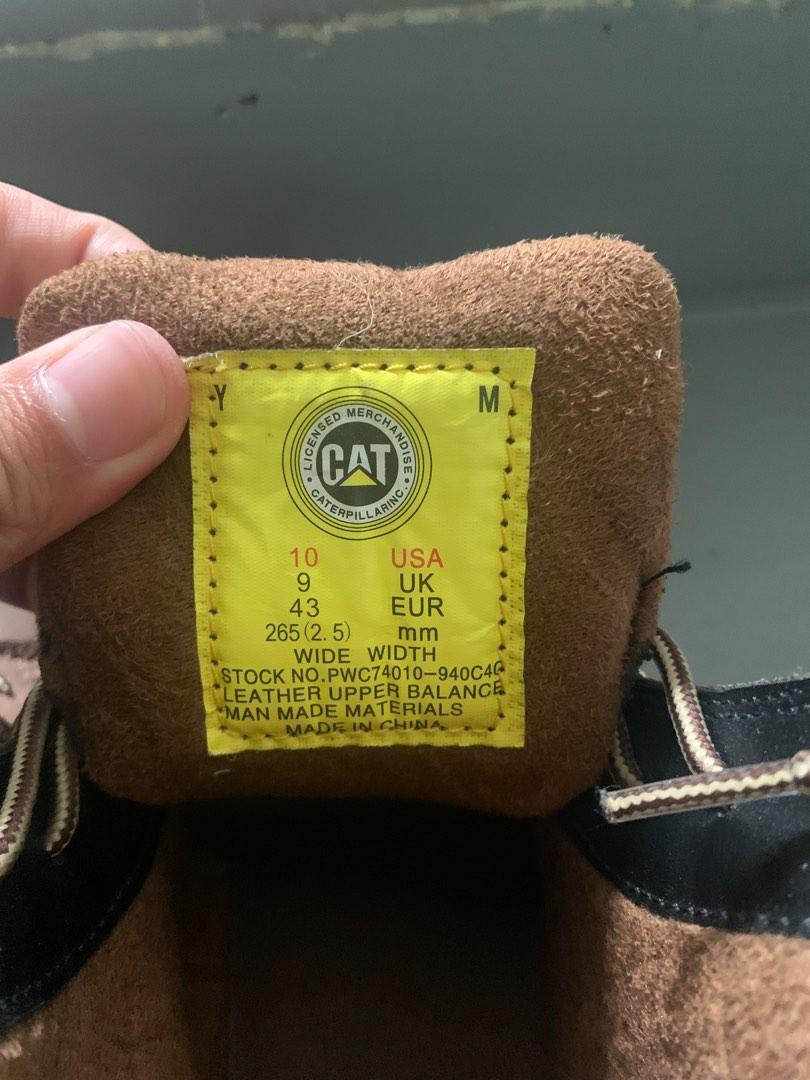 Y M
LICENSED MERCHANDISE
CAT
CATERPILLAR INC.
10 USA
9 UK
43 EUR
265(2.5) mm
WIDE WIDTH
STOCK NO.PWC74010-940C40
LEATHER UPPER BALANCE
MAN MADE MATERIALS
MADE IN CHINA